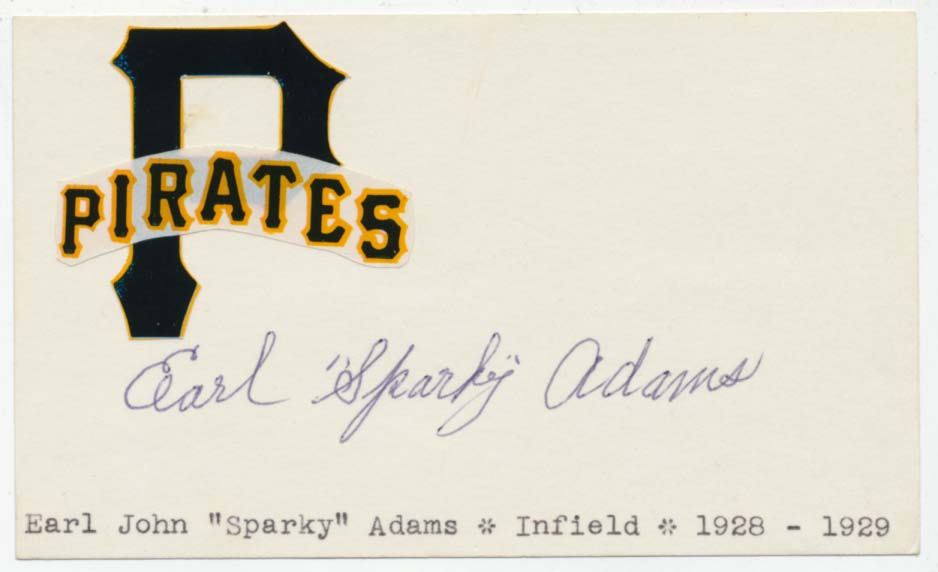 P
PIRATES
Earl "Sparky" Adams
Earl John "Sparky" Adams * Infield * 1928 - 1929